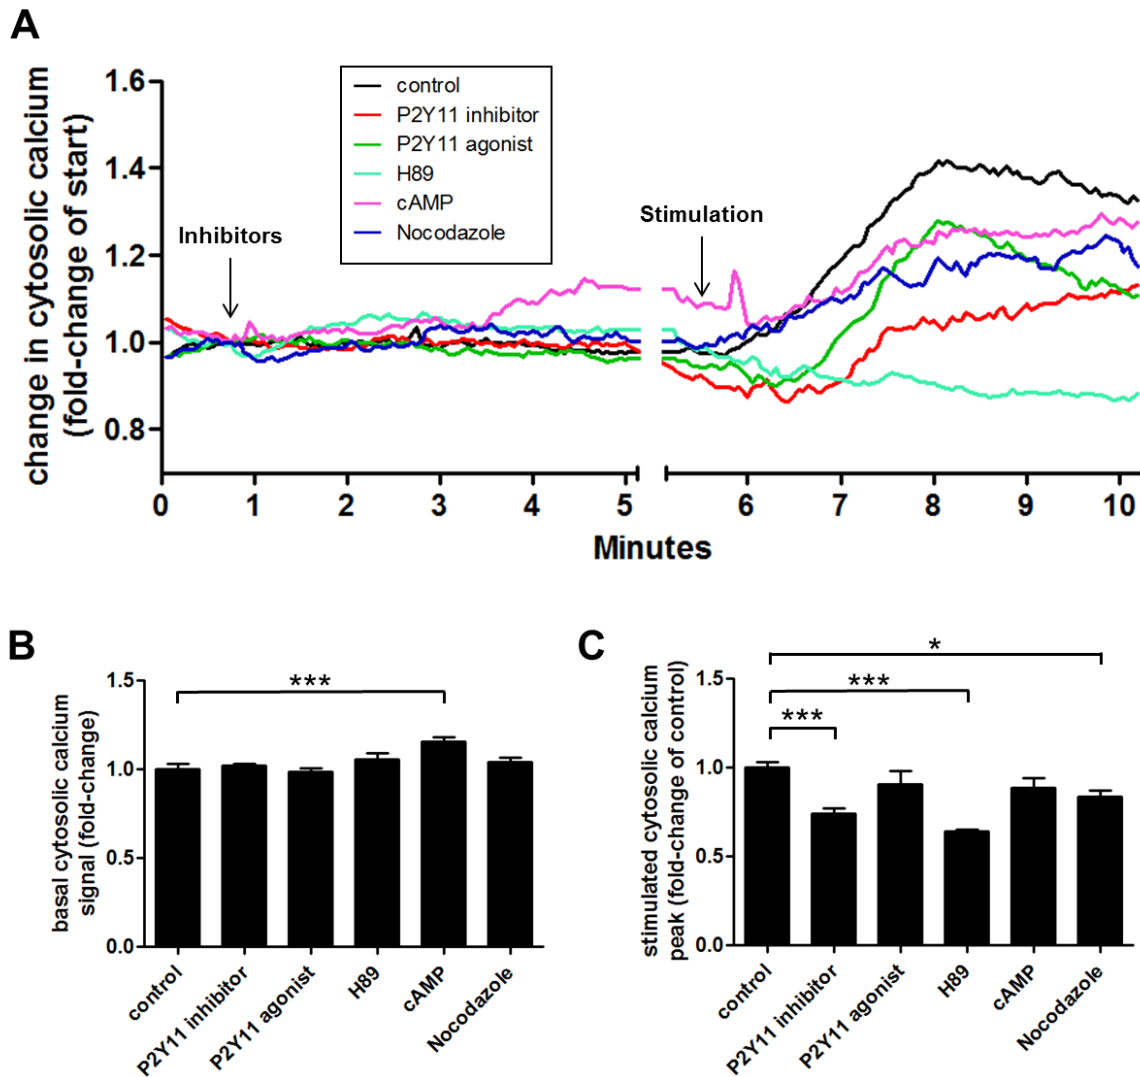 A
change in cytosolic calcium
(fold-change of start)
1.6
1.4
1.2
1.0
0.8
control
P2Y11 inhibitor
P2Y11 agonist
H89
cAMP
Nocodazole
Inhibitors
Stimulation
0 1 2 3 4 5 6 7 8 9 10
Minutes
B
basal cytosolic calcium
signal (fold-change)
1.5
1.0
0.5
0.0
***
control
P2Y11 inhibitor
P2Y11 agonist
H89
cAMP
Nocodazole
C
stimulated cytosolic calcium
peak (fold-change of control)
1.5
1.0
0.5
0.0
*
***
***
control
P2Y11 inhibitor
P2Y11 agonist
H89
cAMP
Nocodazole